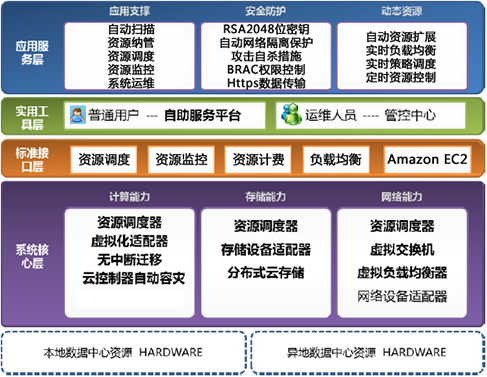 应用服务层
应用支撑
自动扫描
资源纳管
资源调度
资源监控
系统运维
安全防护
RSA2048位密钥
自动网络隔离保护
攻击自杀措施
BRAC权限控制
Https数据传输
动态资源
自动资源扩展
实时负载均衡
实时策略调度
定时资源控制
实用工具层
普通用户 --- 自助服务平台
运维人员 ---- 管控中心
标准接口层
资源调度
资源监控
资源计费
负载均衡
Amazon EC2
系统核心层
计算能力
资源调度器
虚拟化适配器
无中断迁移
云控制器自动容灾
存储能力
资源调度器
存储设备适配器
分布式云存储
网络能力
资源调度器
虚拟交换机
虚拟负载均衡器
网络设备适配器
本地数据中心资源 HARDWARE
异地数据中心资源 HARDWARE